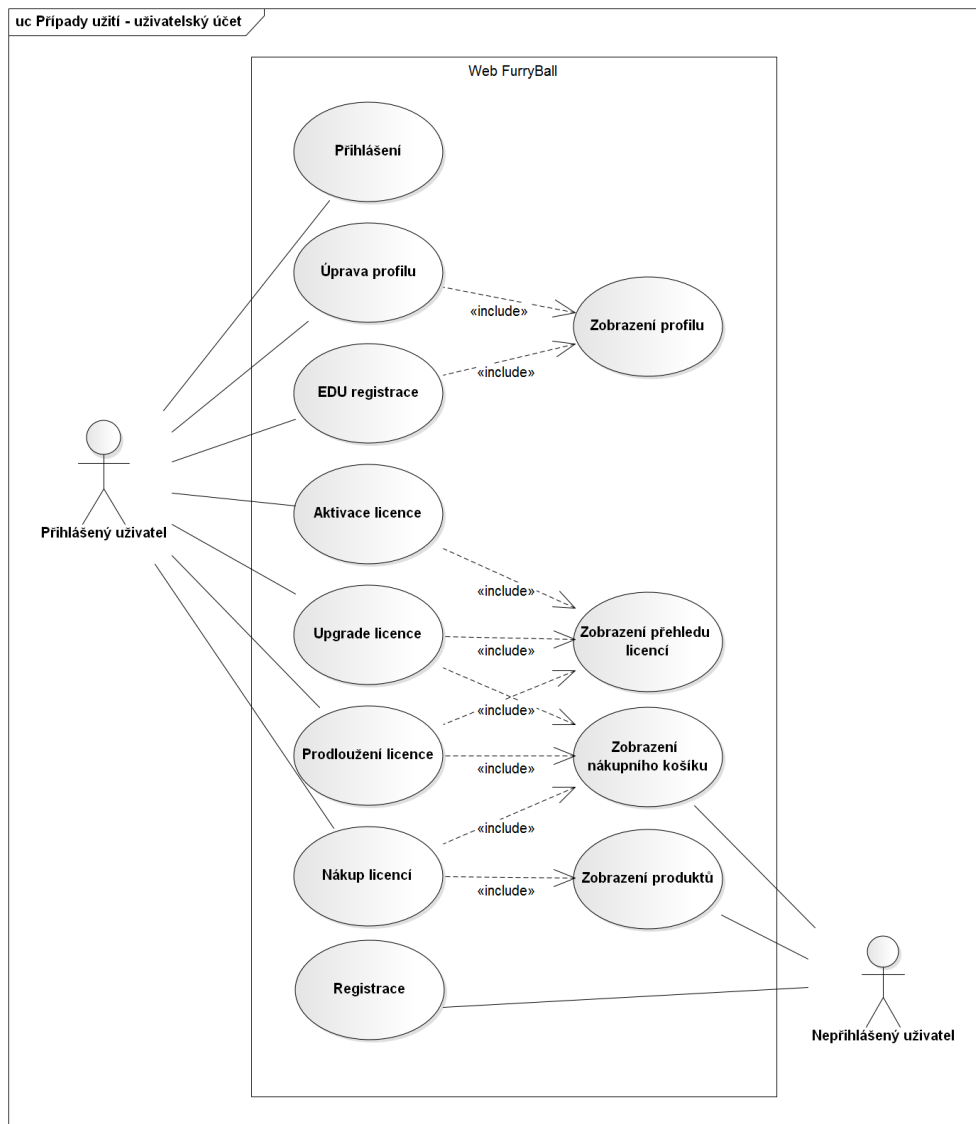 uc Případy užití - uživatelský účet
Web FurryBall
Přihlášení
Úprava profilu
«include»
Zobrazení profilu
EDU registrace
«include»
Přihlášený uživatel
Aktivace licence
«include»
Upgrade licence
«include»
Zobrazení přehledu
licencí
«include»
Prodloužení licence
«include»
Zobrazení
nákupního košíku
«include»
Nákup licencí
«include»
Zobrazení produktů
Registrace
Nepřihlášený uživatel